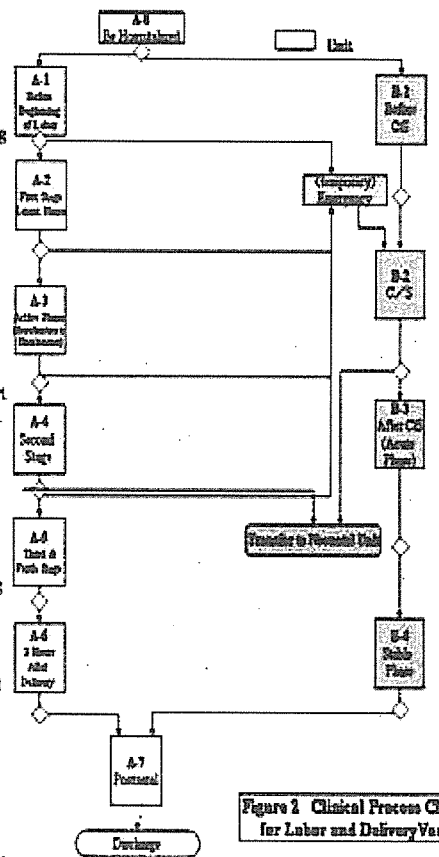 A-0
Be Hospitalized
Unit
A-1
Before
Beginning
of Labor
B-1
Before
C/S
A-2
First Stage
Latent Phase
(temporary)
Emergency
B-2
C/S
A-3
Active Phase
A-4
Second
Stage
B-3
After C/S
(Acute
Phase)
Transfer to Neonatal Unit
A-5
Third &
Forth Stage
A-6
2 Hours
After
Delivery
B-4
Stable
Phase
A-7
Postnatal
Discharge
Figure 2 Clinical Process
for Labor and Delivery